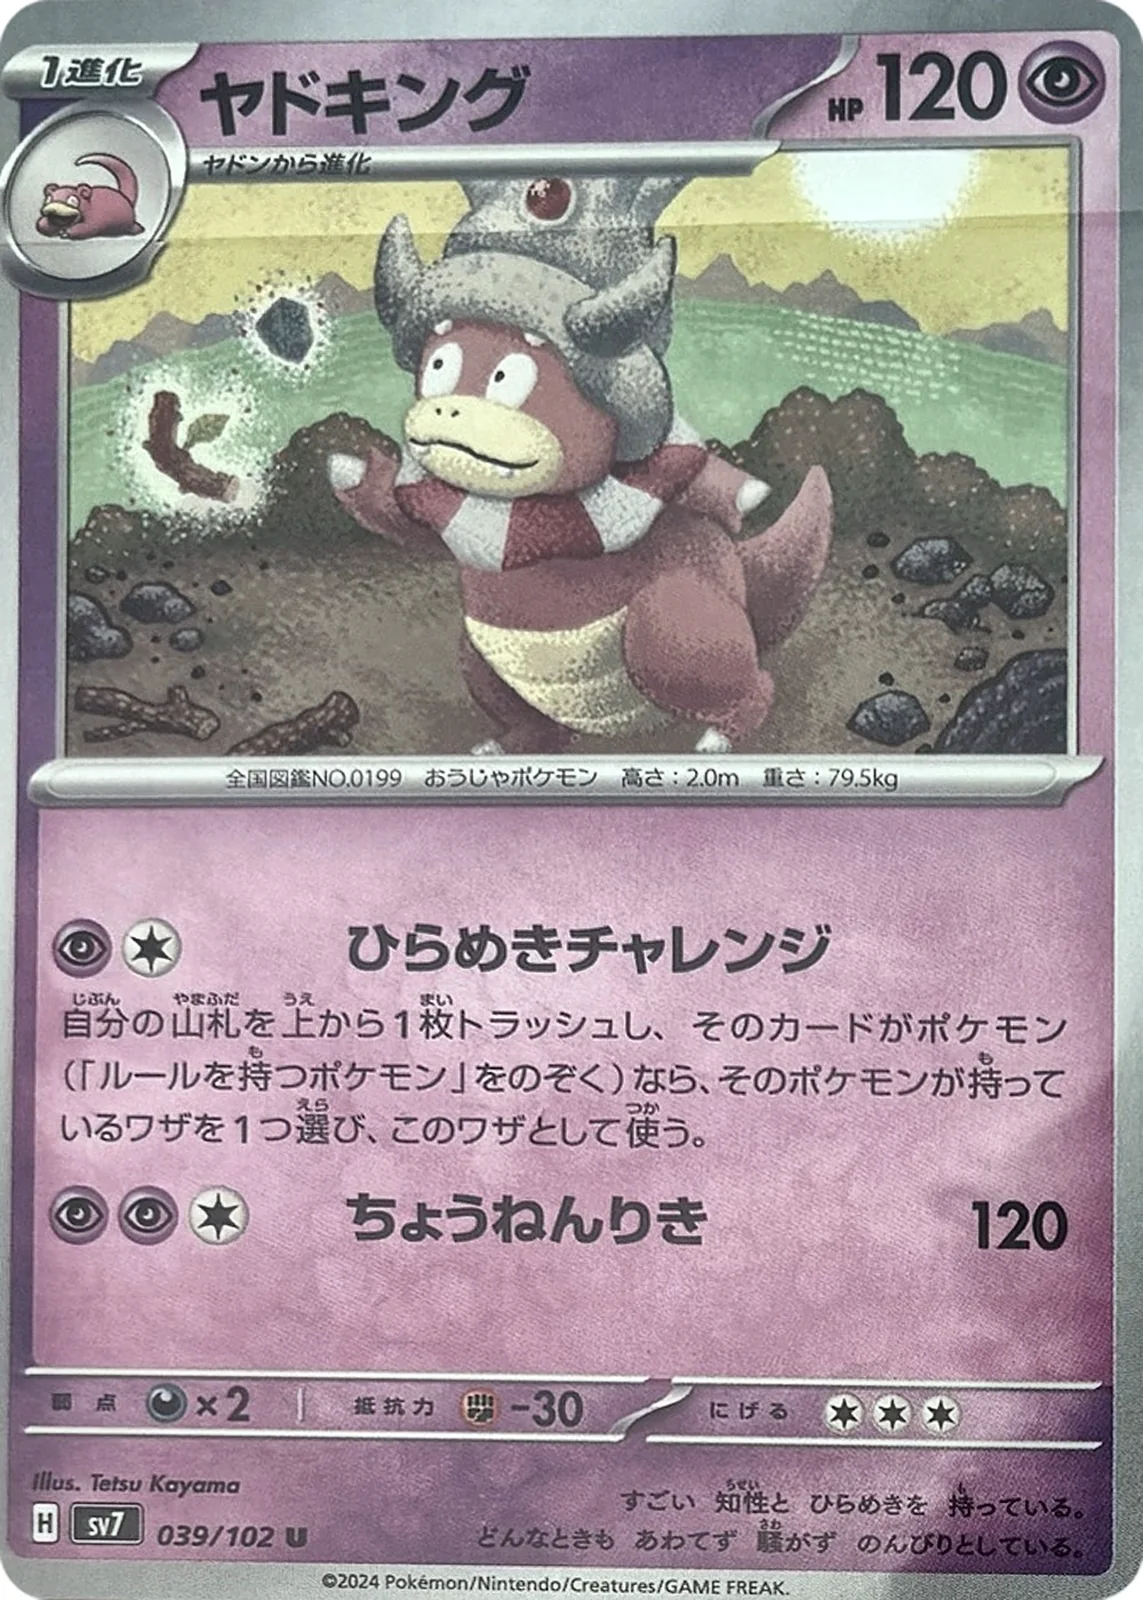 1進化
ヤドキング
HP 120
ヤドンから進化
全国図鑑NO.0199 おうじゃポケモン 高さ:2.0m 重さ:79.5kg
ひらめきチャレンジ
自分の山札を上から1枚トラッシュし、そのカードがポケモン
(「ルールを持つポケモン」をのぞく)なら、そのポケモンが持って
いるワザを1つ選び、このワザとして使う。
ちょうねんりき 120
弱点 ×2 抵抗力 -30 にげる
Illus. Tetsu Kayama
すごい 知性と ひらめきを 持っている。
H sv7 039/102 U
どんなときも あわてず 騒がず のんびりとしている。
©2024 Pokémon/Nintendo/Creatures/GAME FREAK.